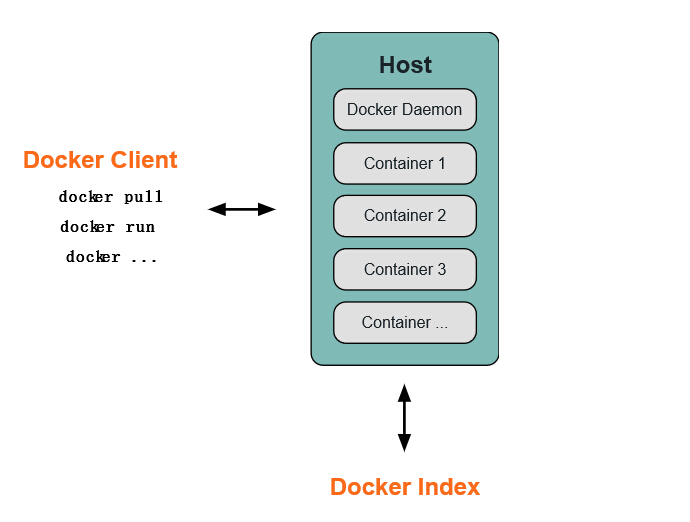 Host
Docker Daemon
Container 1
Container 2
Container 3
Container ...
Docker Client
docker pull
docker run
docker ...
Docker Index